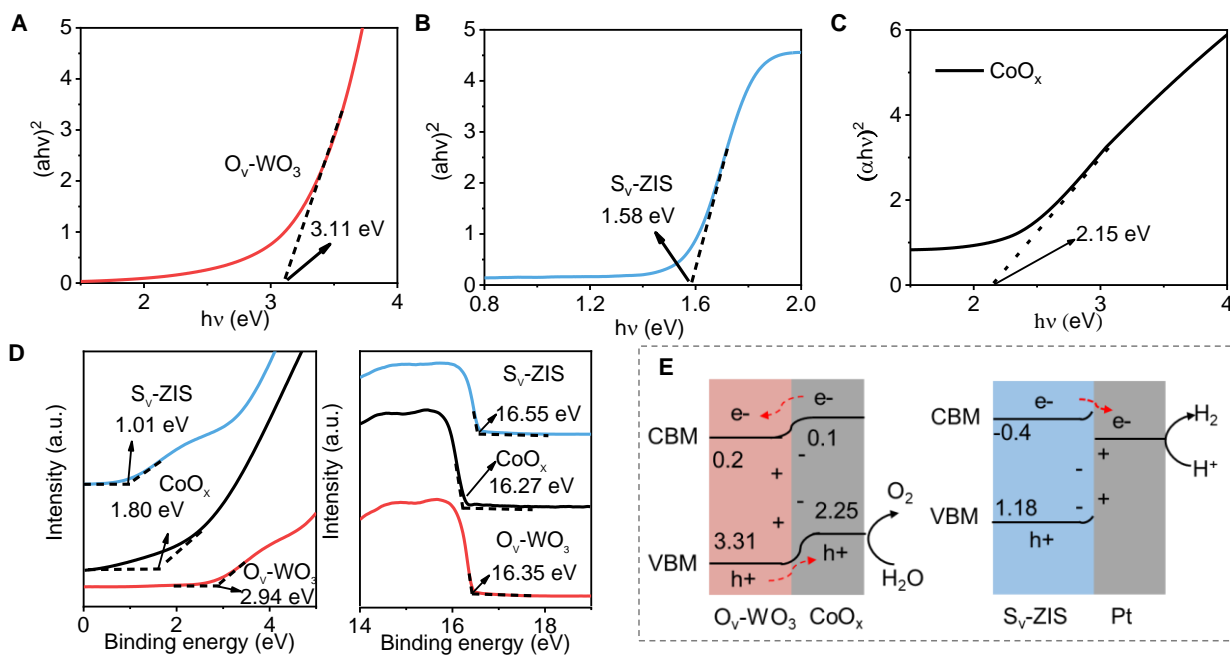 A
5
4
3
2
1
0
(ahv)²
Oᵥ-WO₃
3.11 eV
2
3
4
hv (eV)
B
5
4
3
2
1
0
(ahv)²
Sᵥ-ZIS
1.58 eV
0.8
1.2
1.6
2.0
hv (eV)
C
6
4
2
0
(αhν)²
CoOₓ
2.15 eV
2
3
4
hν (eV)
D
Intensity (a.u.)
Sᵥ-ZIS
1.01 eV
CoOₓ
1.80 eV
Oᵥ-WO₃
2.94 eV
0
2
4
Binding energy (eV)
Intensity (a.u.)
Sᵥ-ZIS
16.55 eV
CoOₓ
16.27 eV
Oᵥ-WO₃
16.35 eV
14
16
18
Binding energy (eV)
E
e-
e-
CBM
0.2
0.1
-
+
-
+
2.25
O₂
3.31
VBM
h+
h+
H₂O
Oᵥ-WO₃
CoOₓ
e-
CBM
e-
H₂
-0.4
+
-
H⁺
+
1.18
-
VBM
h+
Sᵥ-ZIS
Pt